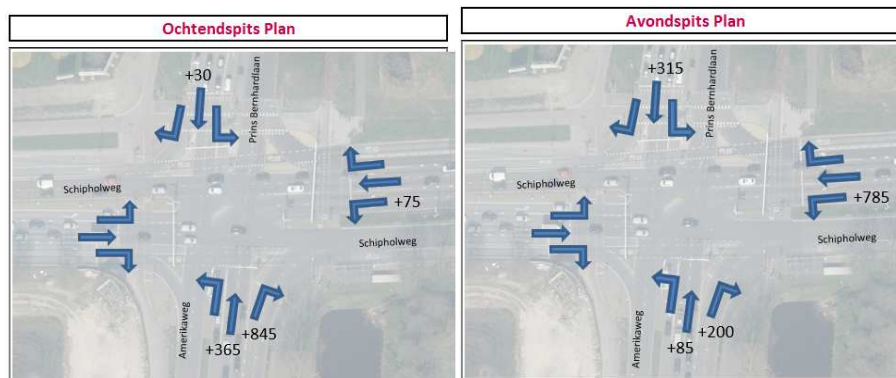 Ochtendspits Plan
+30
Prins Bernhardlaan
Schipholweg
+75
Schipholweg
Amerikaweg
+845
+365
Avondspits Plan
+315
Prins Bernhardlaan
Schipholweg
+785
Schipholweg
Amerikaweg
+200
+85